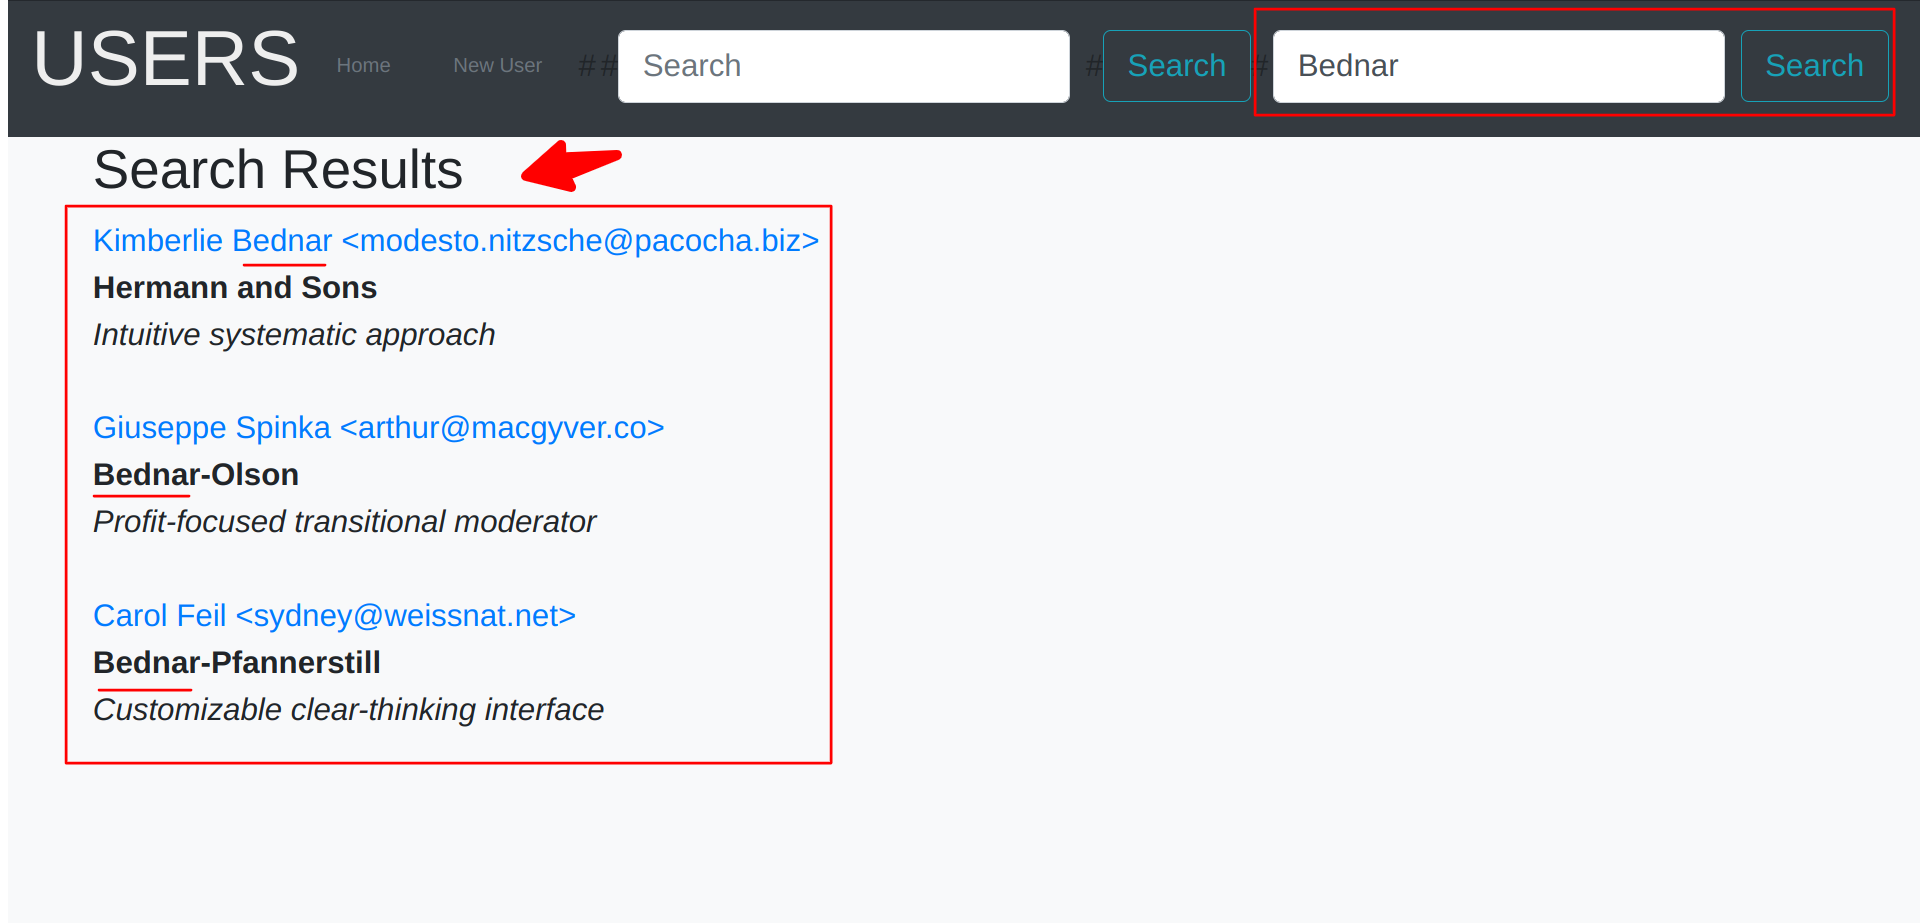 USERS Home New User ## Search # Search # Bednar Search
Search Results
Kimberlie Bednar <modesto.nitzsche@pacocha.biz>
Hermann and Sons
Intuitive systematic approach
Giuseppe Spinka <arthur@macgyver.co>
Bednar-Olson
Profit-focused transitional moderator
Carol Feil <sydney@weissnat.net>
Bednar-Pfannerstill
Customizable clear-thinking interface